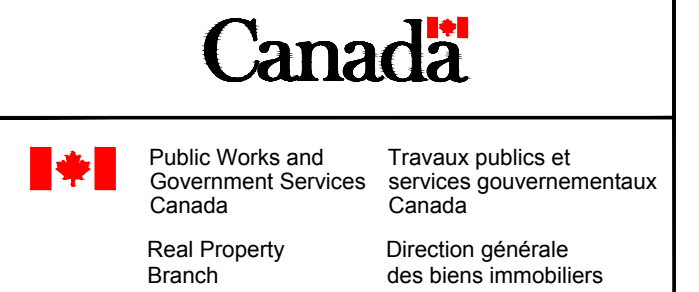 Canada
Public Works and
Government Services
Canada
Travaux publics et
services gouvernementaux
Canada
Real Property
Branch
Direction générale
des biens immobiliers